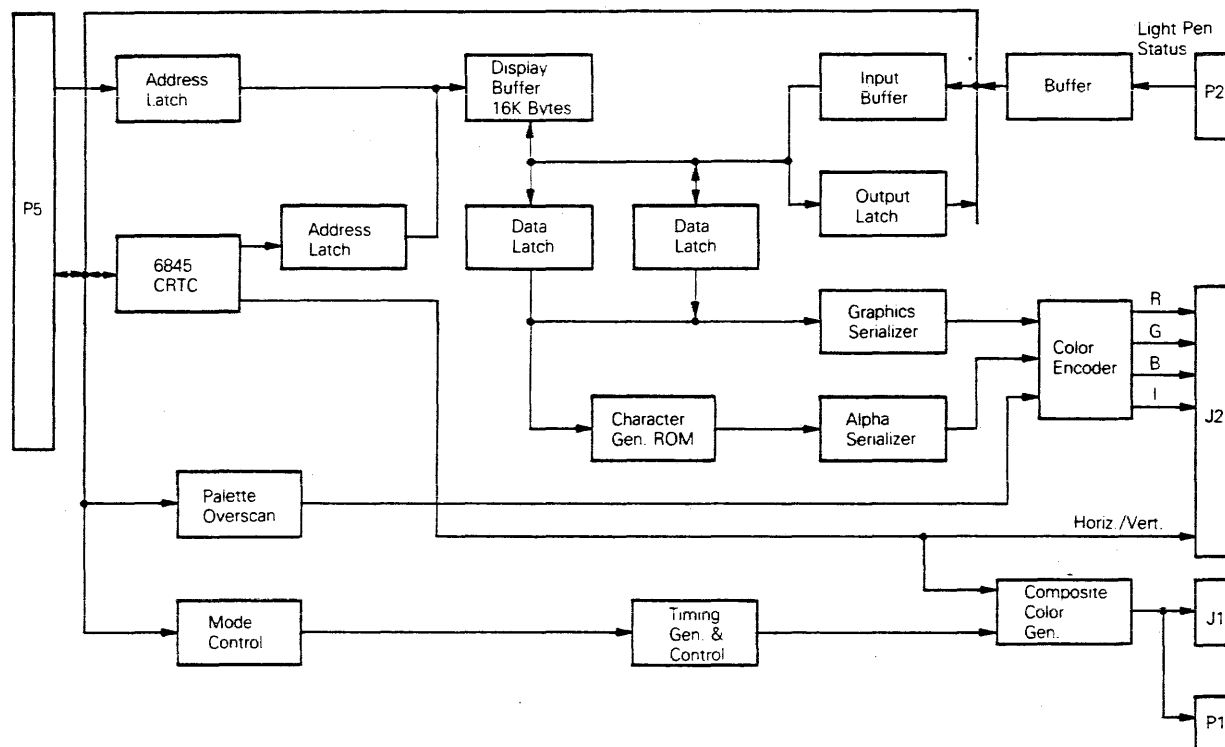 Light Pen
Status
P5
Address
Latch
Display
Buffer
16K Bytes
Input
Buffer
Buffer
P2
Output
Latch
6845
CRTC
Address
Latch
Data
Latch
Data
Latch
Graphics
Serializer
Color
Encoder
R
G
B
I
J2
Character
Gen. ROM
Alpha
Serializer
Palette
Overscan
Horiz./Vert.
Mode
Control
Timing
Gen. &
Control
Composite
Color
Gen.
J1
P1